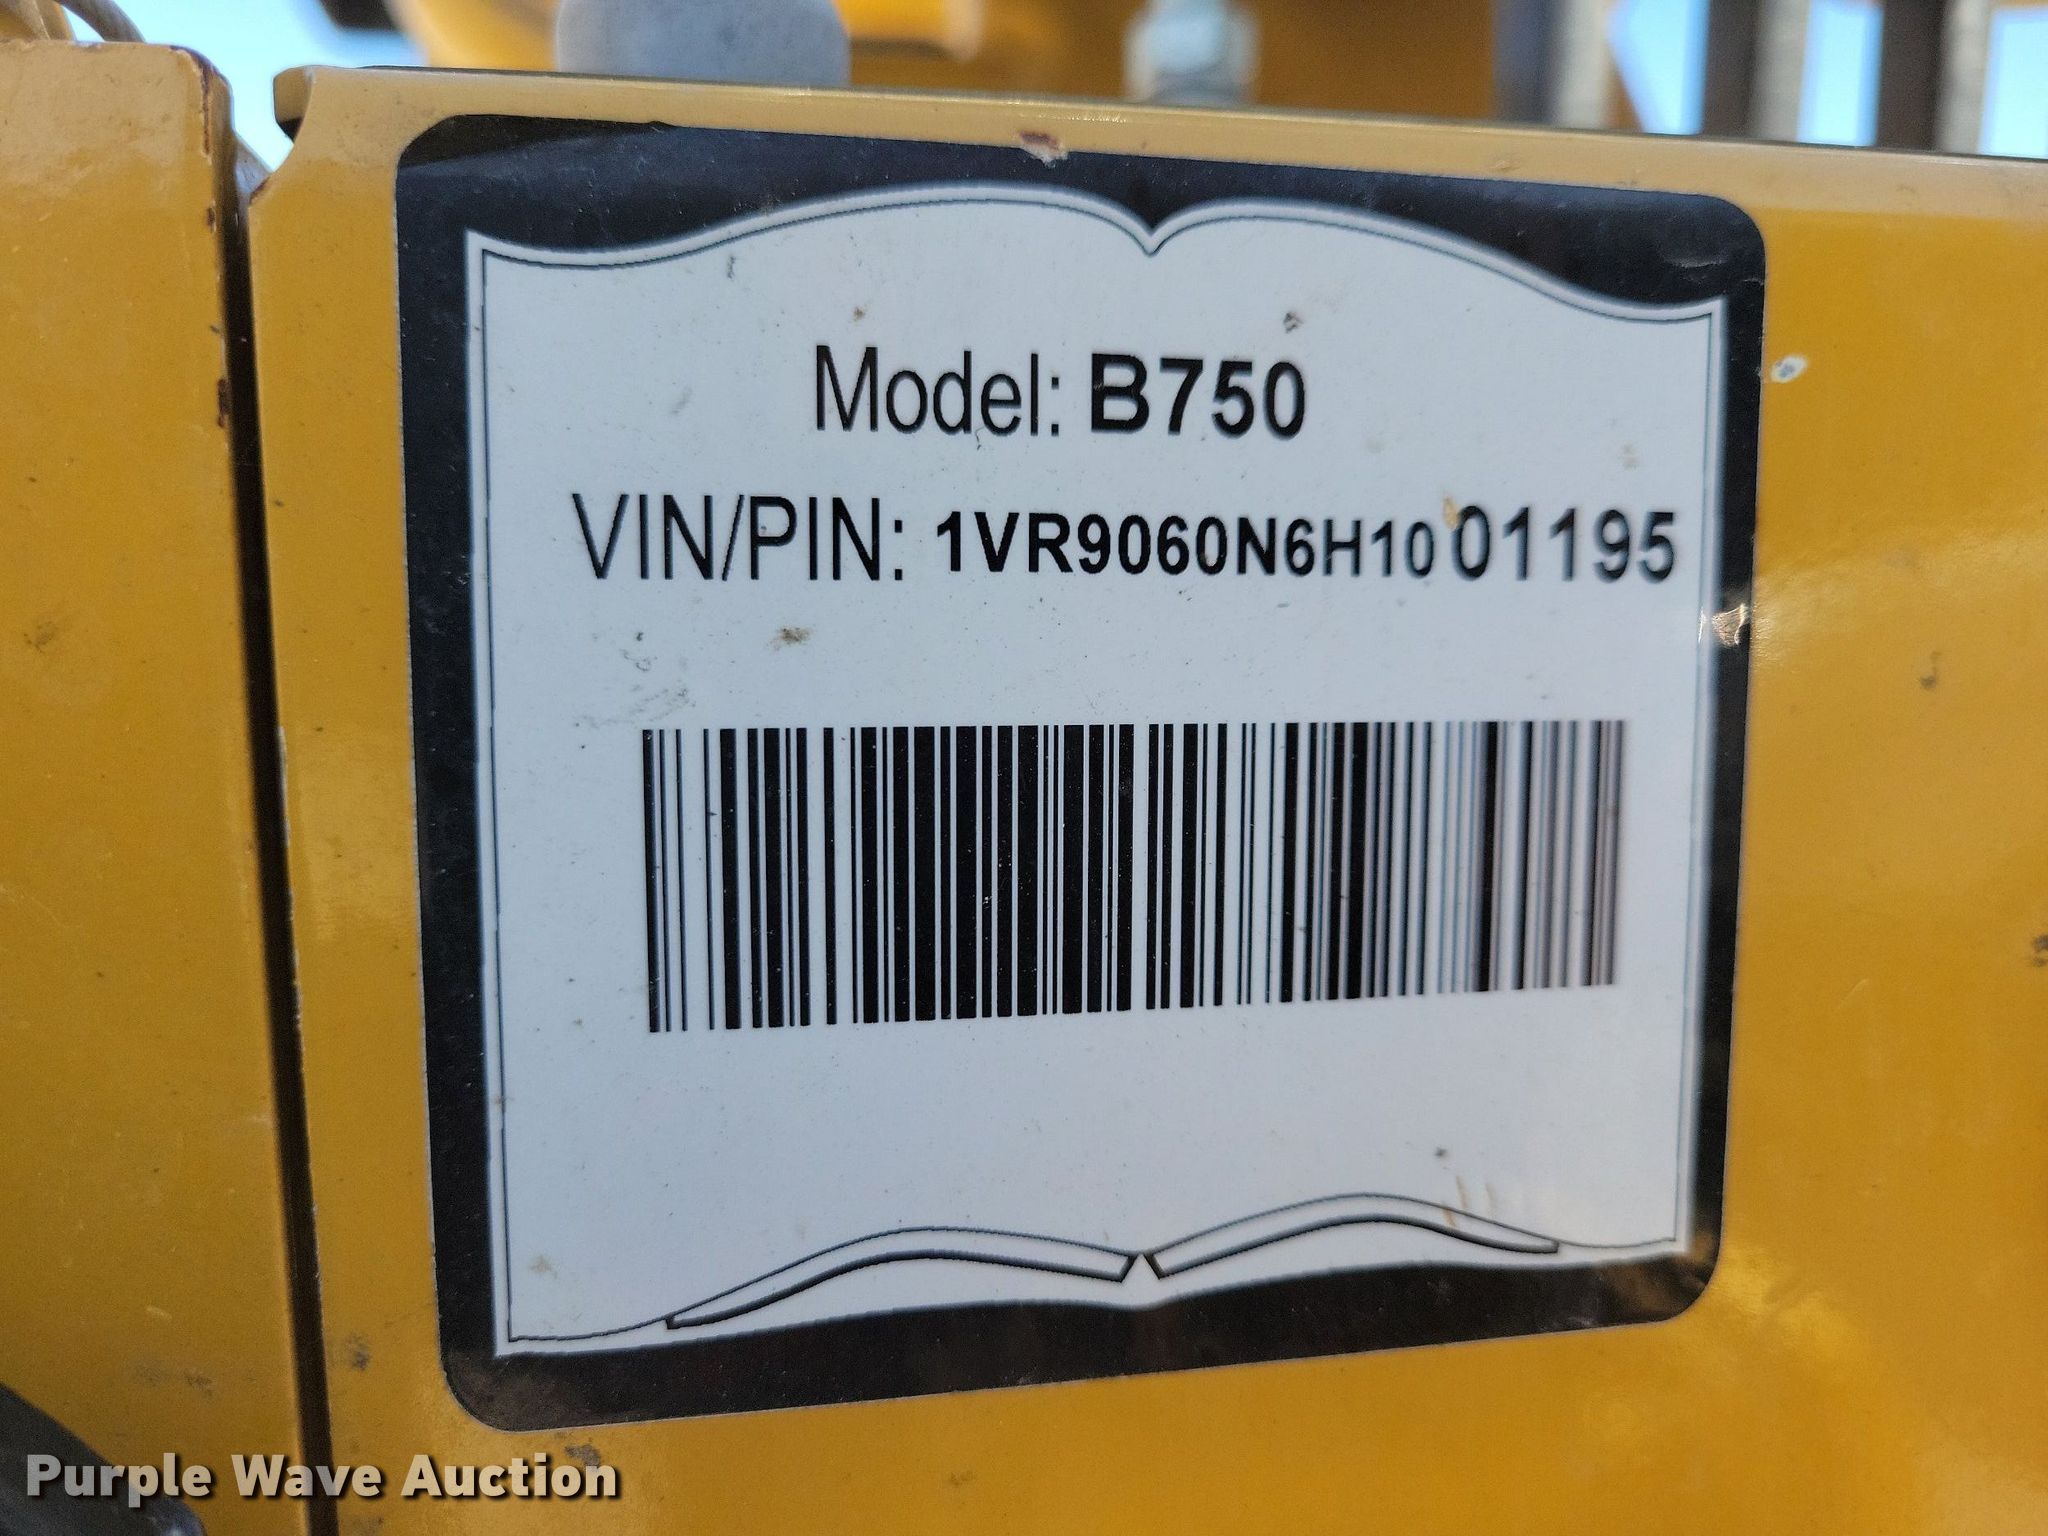 Model: B750
VIN/PIN: 1VR9060N6H1001195
Purple Wave Auction